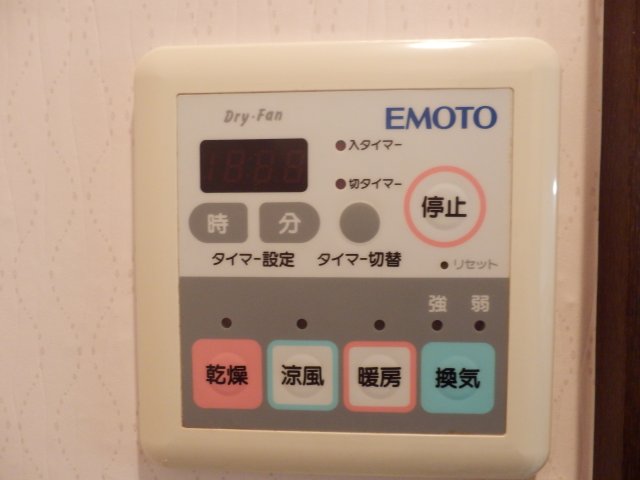 Dry-Fan
EMOTO
入タイマー
切タイマー
停止
時 分
タイマー設定 タイマー切替
リセット
強 弱
乾燥 涼風 暖房 換気